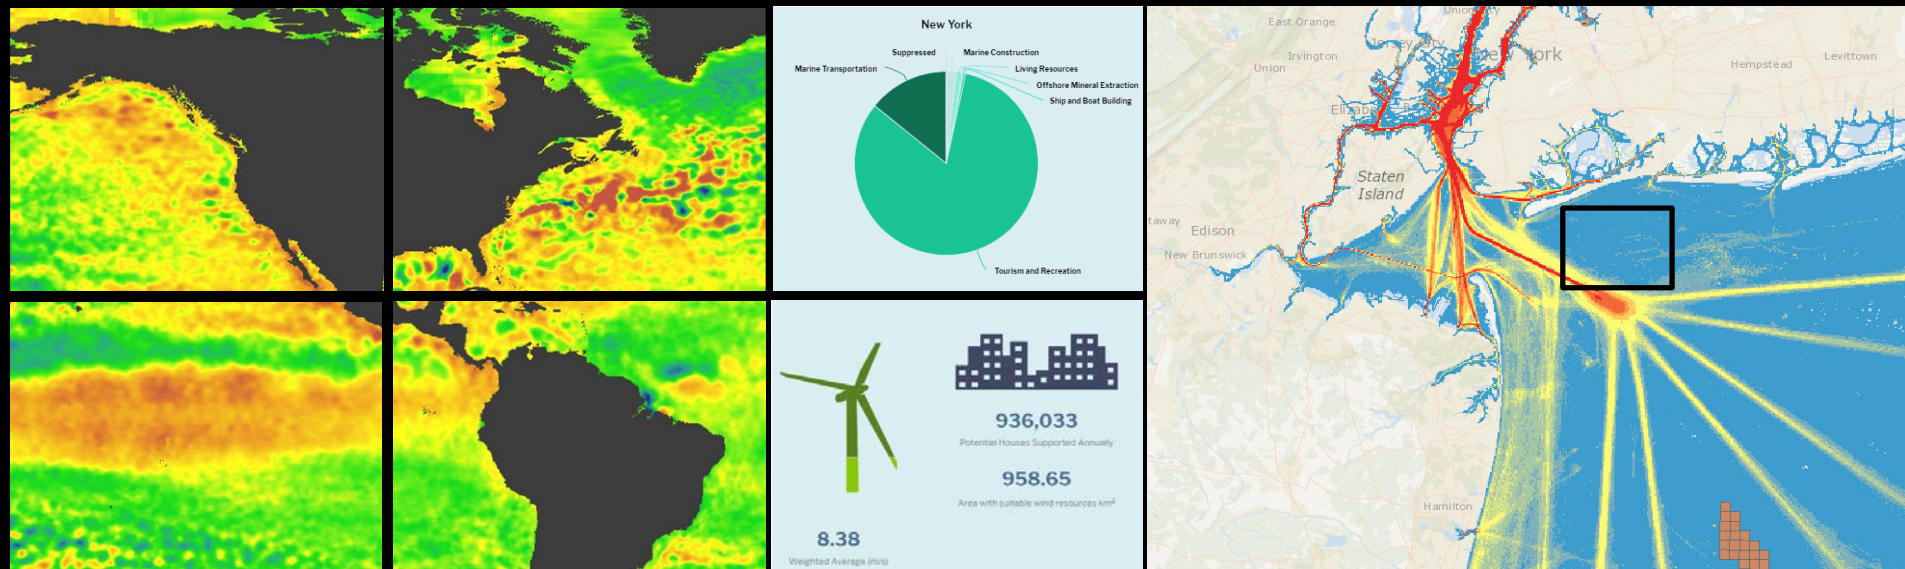 New York
Suppressed
Marine Construction
Marine Transportation
Living Resources
Offshore Mineral Extraction
Ship and Boat Building
Tourism and Recreation
936,033
Potential Houses Supported Annually
958.65
Area with suitable wind resources km²
8.38
Weighted Average (m/s)
East Orange
Jersey City
New York
Irvington
Union
Hempstead
Levittown
Staten
Island
Edison
New Brunswick
Hamilton